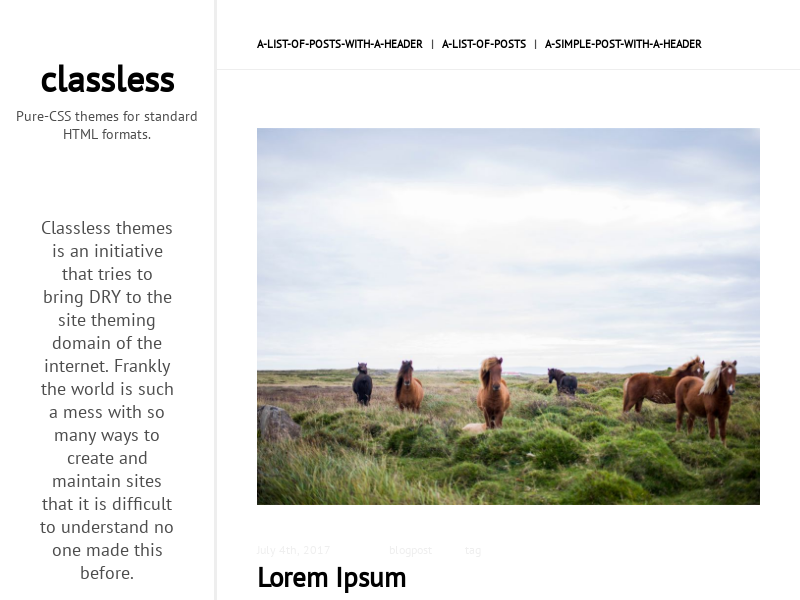 classless
Pure-CSS themes for standard
HTML formats.
Classless themes
is an initiative
that tries to
bring DRY to the
site theming
domain of the
internet. Frankly
the world is such
a mess with so
many ways to
create and
maintain sites
that it is difficult
to understand no
one made this
before.
A-LIST-OF-POSTS-WITH-A-HEADER | A-LIST-OF-POSTS | A-SIMPLE-POST-WITH-A-HEADER
July 4th, 2017 blogpost tag
Lorem Ipsum